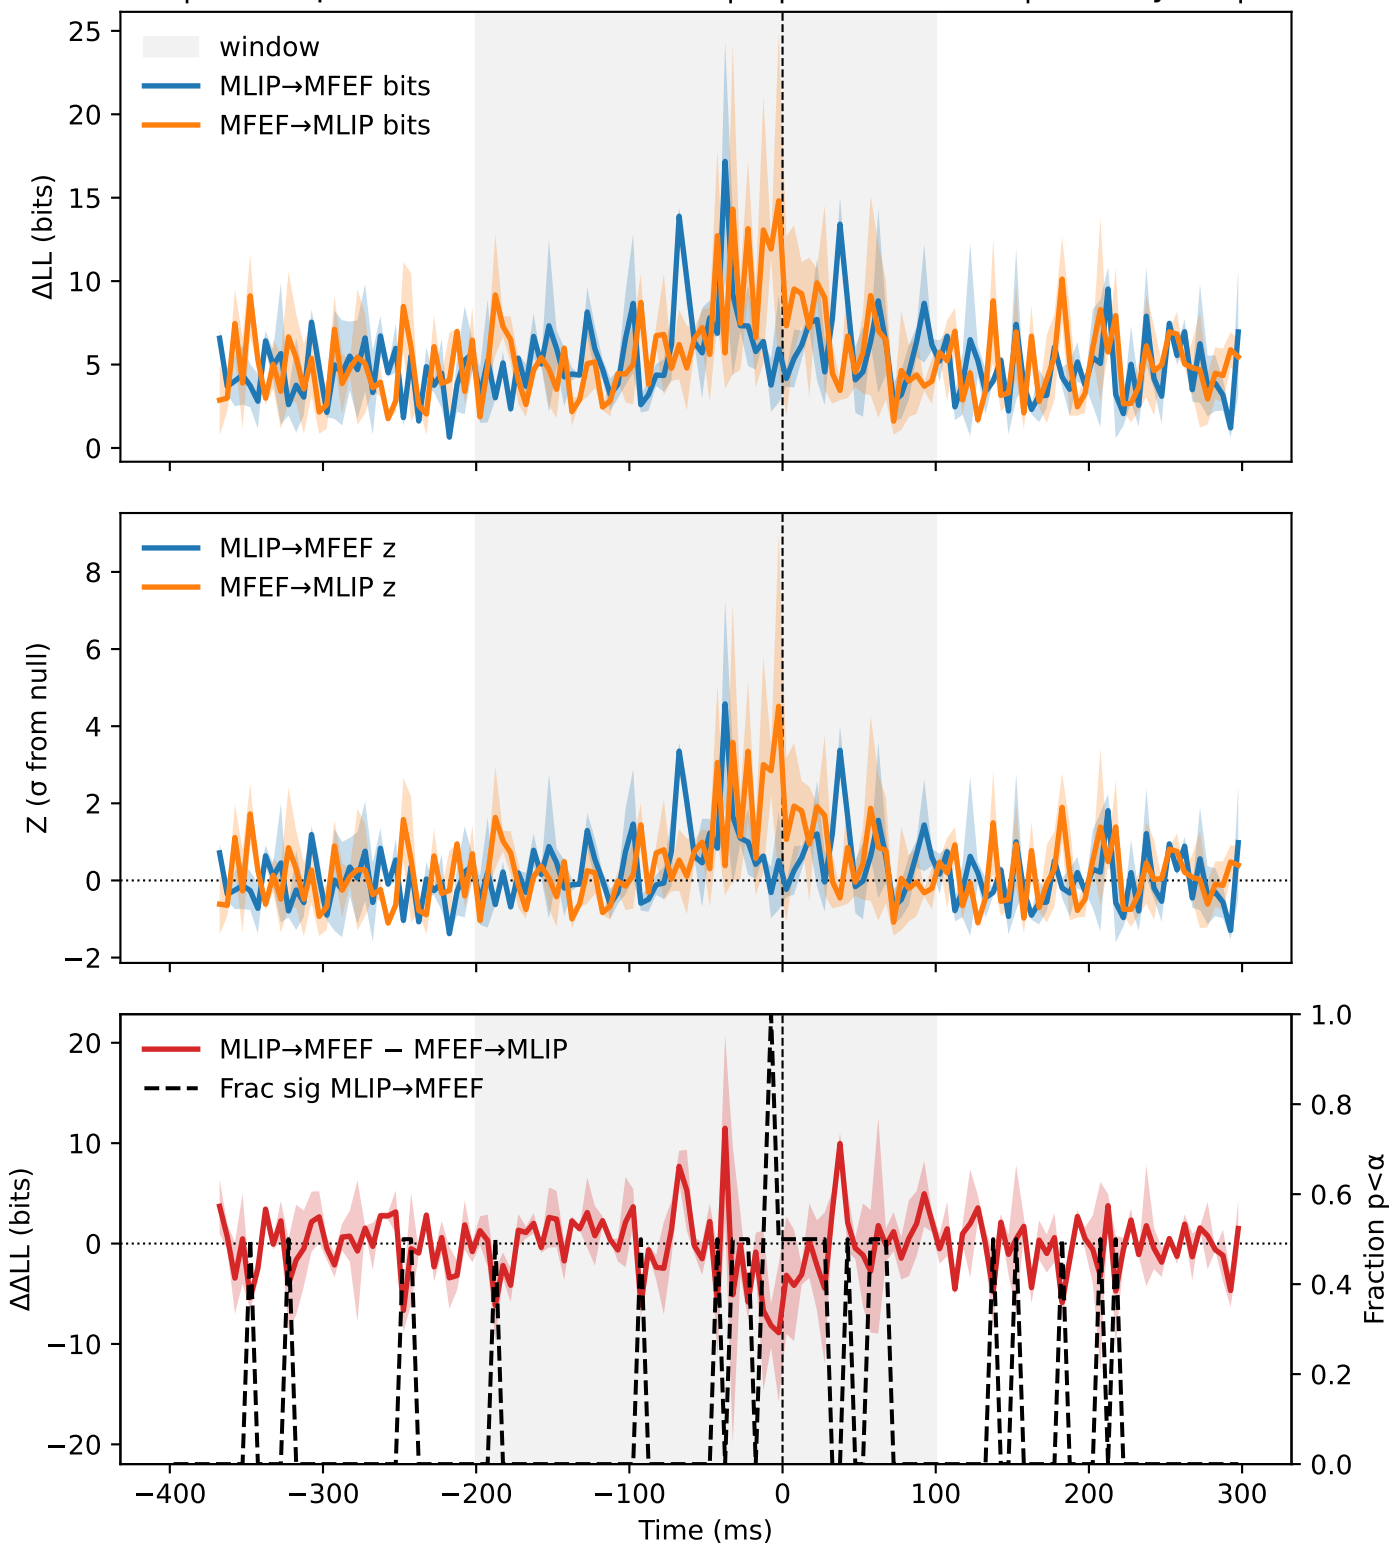 25
20
15
10
5
0
ΔLL (bits)
window
MLIP→MFEF bits
MFEF→MLIP bits
8
6
4
2
0
−2
Z (σ from null)
MLIP→MFEF z
MFEF→MLIP z
20
10
0
−10
−20
ΔΔLL (bits)
MLIP→MFEF − MFEF→MLIP
Frac sig MLIP→MFEF
1.0
0.8
0.6
0.4
0.2
0.0
Fraction p<α
−400
−300
−200
−100
0
100
200
300
Time (ms)